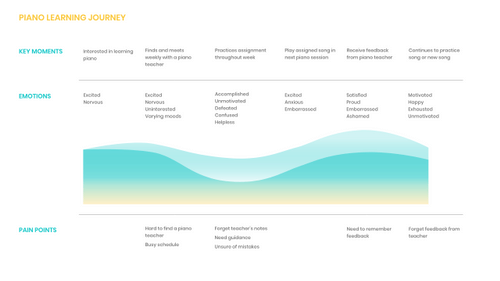 PIANO LEARNING JOURNEY
KEY MOMENTS
Interested in learning
piano
Finds and meets
weekly with a piano
teacher
Practices assignment
throughout week
Play assigned song in
next piano session
Receive feedback
from piano teacher
Continues to practice
song or new song
EMOTIONS
Excited
Nervous
Excited
Nervous
Uninterested
Varying moods
Accomplished
Unmotivated
Defeated
Confused
Helpless
Excited
Anxious
Embarrassed
Satisfied
Proud
Embarrassed
Ashamed
Motivated
Happy
Exhausted
Unmotivated
PAIN POINTS
Hard to find a piano
teacher
Busy schedule
Forget teacher's notes
Need guidance
Unsure of mistakes
Need to remember
feedback
Forget feedback from
teacher